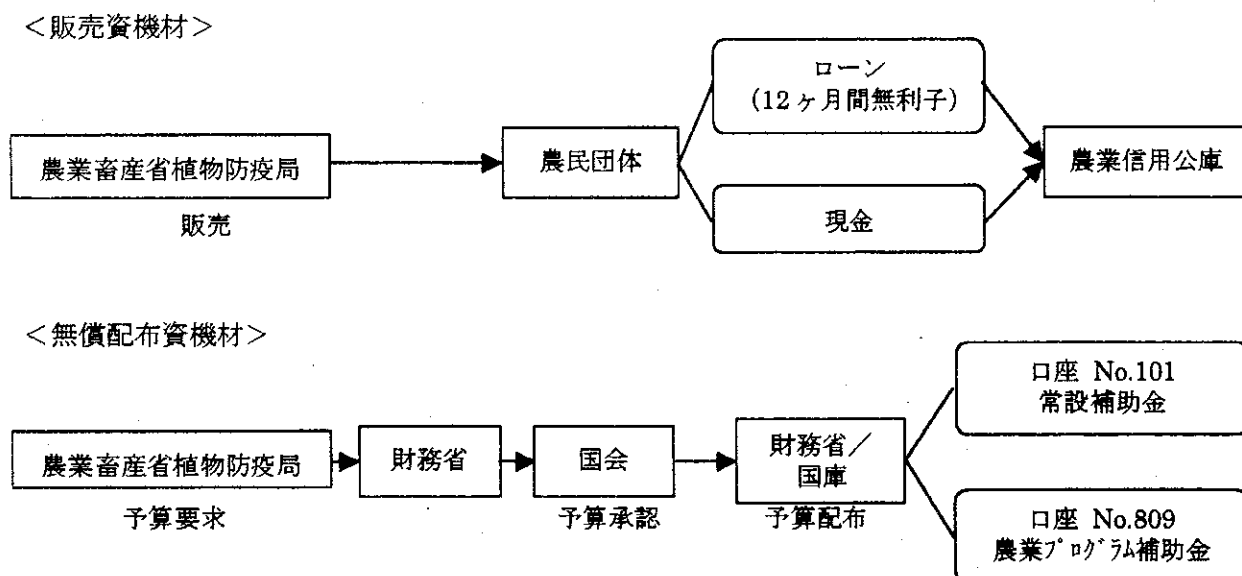 <販売資機材>
ローン
(12ヶ月間無利子)
農業畜産省植物防疫局
農民団体
農業信用公庫
販売
現金
<無償配布資機材>
口座 No.101
常設補助金
農業畜産省植物防疫局
財務省
国会
財務省/
国庫
予算要求
予算承認
予算配布
口座 No.809
農業プログラム補助金